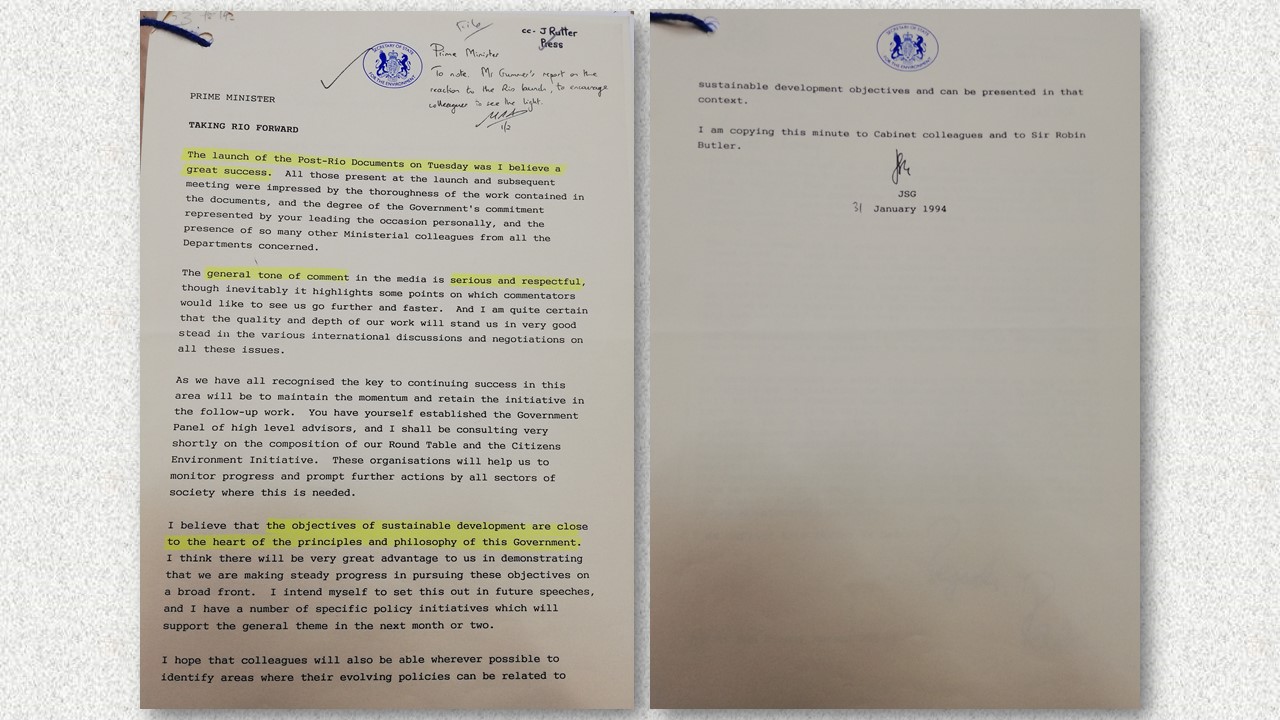 File
cc. J Rutter
Press
Prime Minister
To note. Mr Gummer's report on the
reaction to the Rio launch, to encourage
colleagues to see the light.
1/2
SECRETARY OF STATE
FOR THE ENVIRONMENT
PRIME MINISTER
TAKING RIO FORWARD
The launch of the Post-Rio Documents on Tuesday was I believe a
great success. All those present at the launch and subsequent
meeting were impressed by the thoroughness of the work contained in
the documents, and the degree of the Government's commitment
represented by your leading the occasion personally, and the
presence of so many other Ministerial colleagues from all the
Departments concerned.
The general tone of comment in the media is serious and respectful,
though inevitably it highlights some points on which commentators
would like to see us go further and faster. And I am quite certain
that the quality and depth of our work will stand us in very good
stead in the various international discussions and negotiations on
all these issues.
As we have all recognised the key to continuing success in this
area will be to maintain the momentum and retain the initiative in
the follow-up work. You have yourself established the Government
Panel of high level advisors, and I shall be consulting very
shortly on the composition of our Round Table and the Citizens
Environment Initiative. These organisations will help us to
monitor progress and prompt further actions by all sectors of
society where this is needed.
I believe that the objectives of sustainable development are close
to the heart of the principles and philosophy of this Government.
I think there will be very great advantage to us in demonstrating
that we are making steady progress in pursuing these objectives on
a broad front. I intend myself to set this out in future speeches,
and I have a number of specific policy initiatives which will
support the general theme in the next month or two.
I hope that colleagues will also be able wherever possible to
identify areas where their evolving policies can be related to
SECRETARY OF STATE
FOR THE ENVIRONMENT
sustainable development objectives and can be presented in that
context.
I am copying this minute to Cabinet colleagues and to Sir Robin
Butler.
JSG
31 January 1994